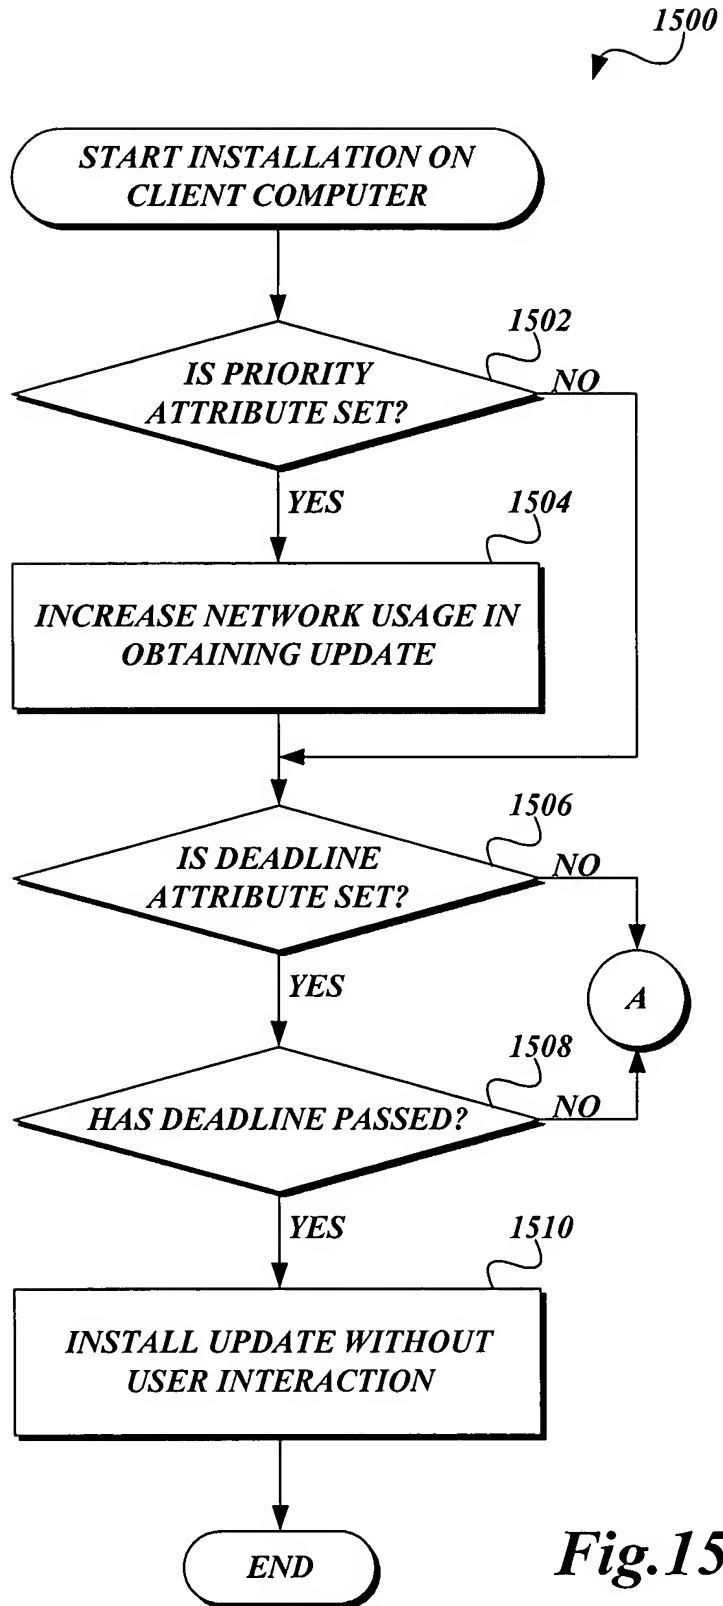 1500
START INSTALLATION ON
CLIENT COMPUTER
1502
IS PRIORITY
ATTRIBUTE SET?
NO
YES
1504
INCREASE NETWORK USAGE IN
OBTAINING UPDATE
1506
IS DEADLINE
ATTRIBUTE SET?
NO
YES
A
1508
HAS DEADLINE PASSED?
NO
YES
1510
INSTALL UPDATE WITHOUT
USER INTERACTION
END
Fig.15